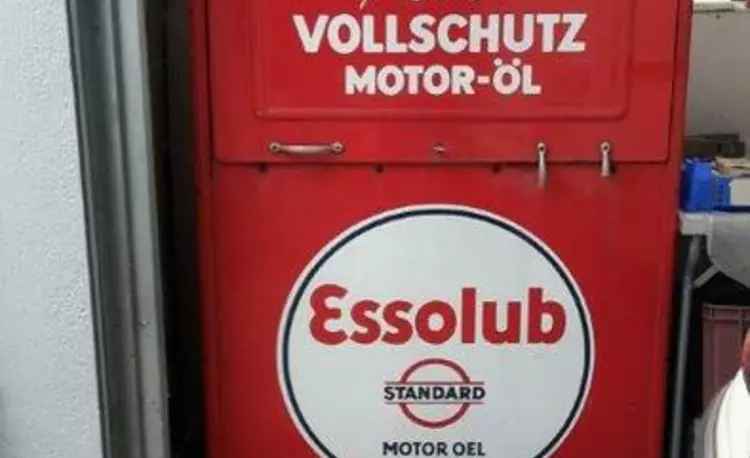 VOLLSCHUTZ
MOTOR-ÖL
Essolub
STANDARD
MOTOR OEL